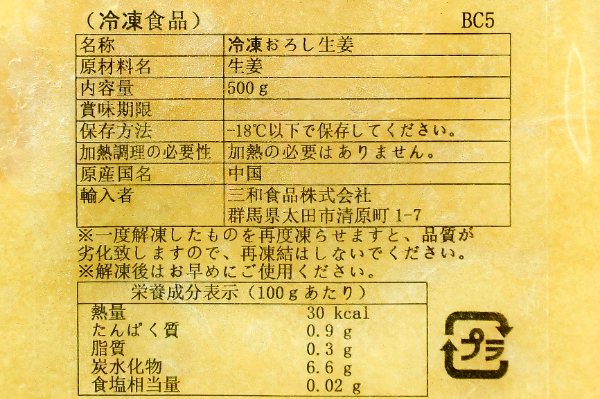 （冷凍食品） BC5
名称 冷凍おろし生姜
原材料名 生姜
内容量 500g
賞味期限
保存方法 -18℃以下で保存してください。
加熱調理の必要性 加熱の必要はありません。
原産国名 中国
輸入者 三和食品株式会社
群馬県太田市清原町 1-7
※一度解凍したものを再度凍らせますと、品質が
劣化致しますので、再凍結はしないでください。
※解凍後はお早めにご使用ください。
栄養成分表示（100gあたり）
熱量 30 kcal
たんぱく質 0.9 g
脂質 0.3 g
炭水化物 6.6 g
食塩相当量 0.02 g
プラ